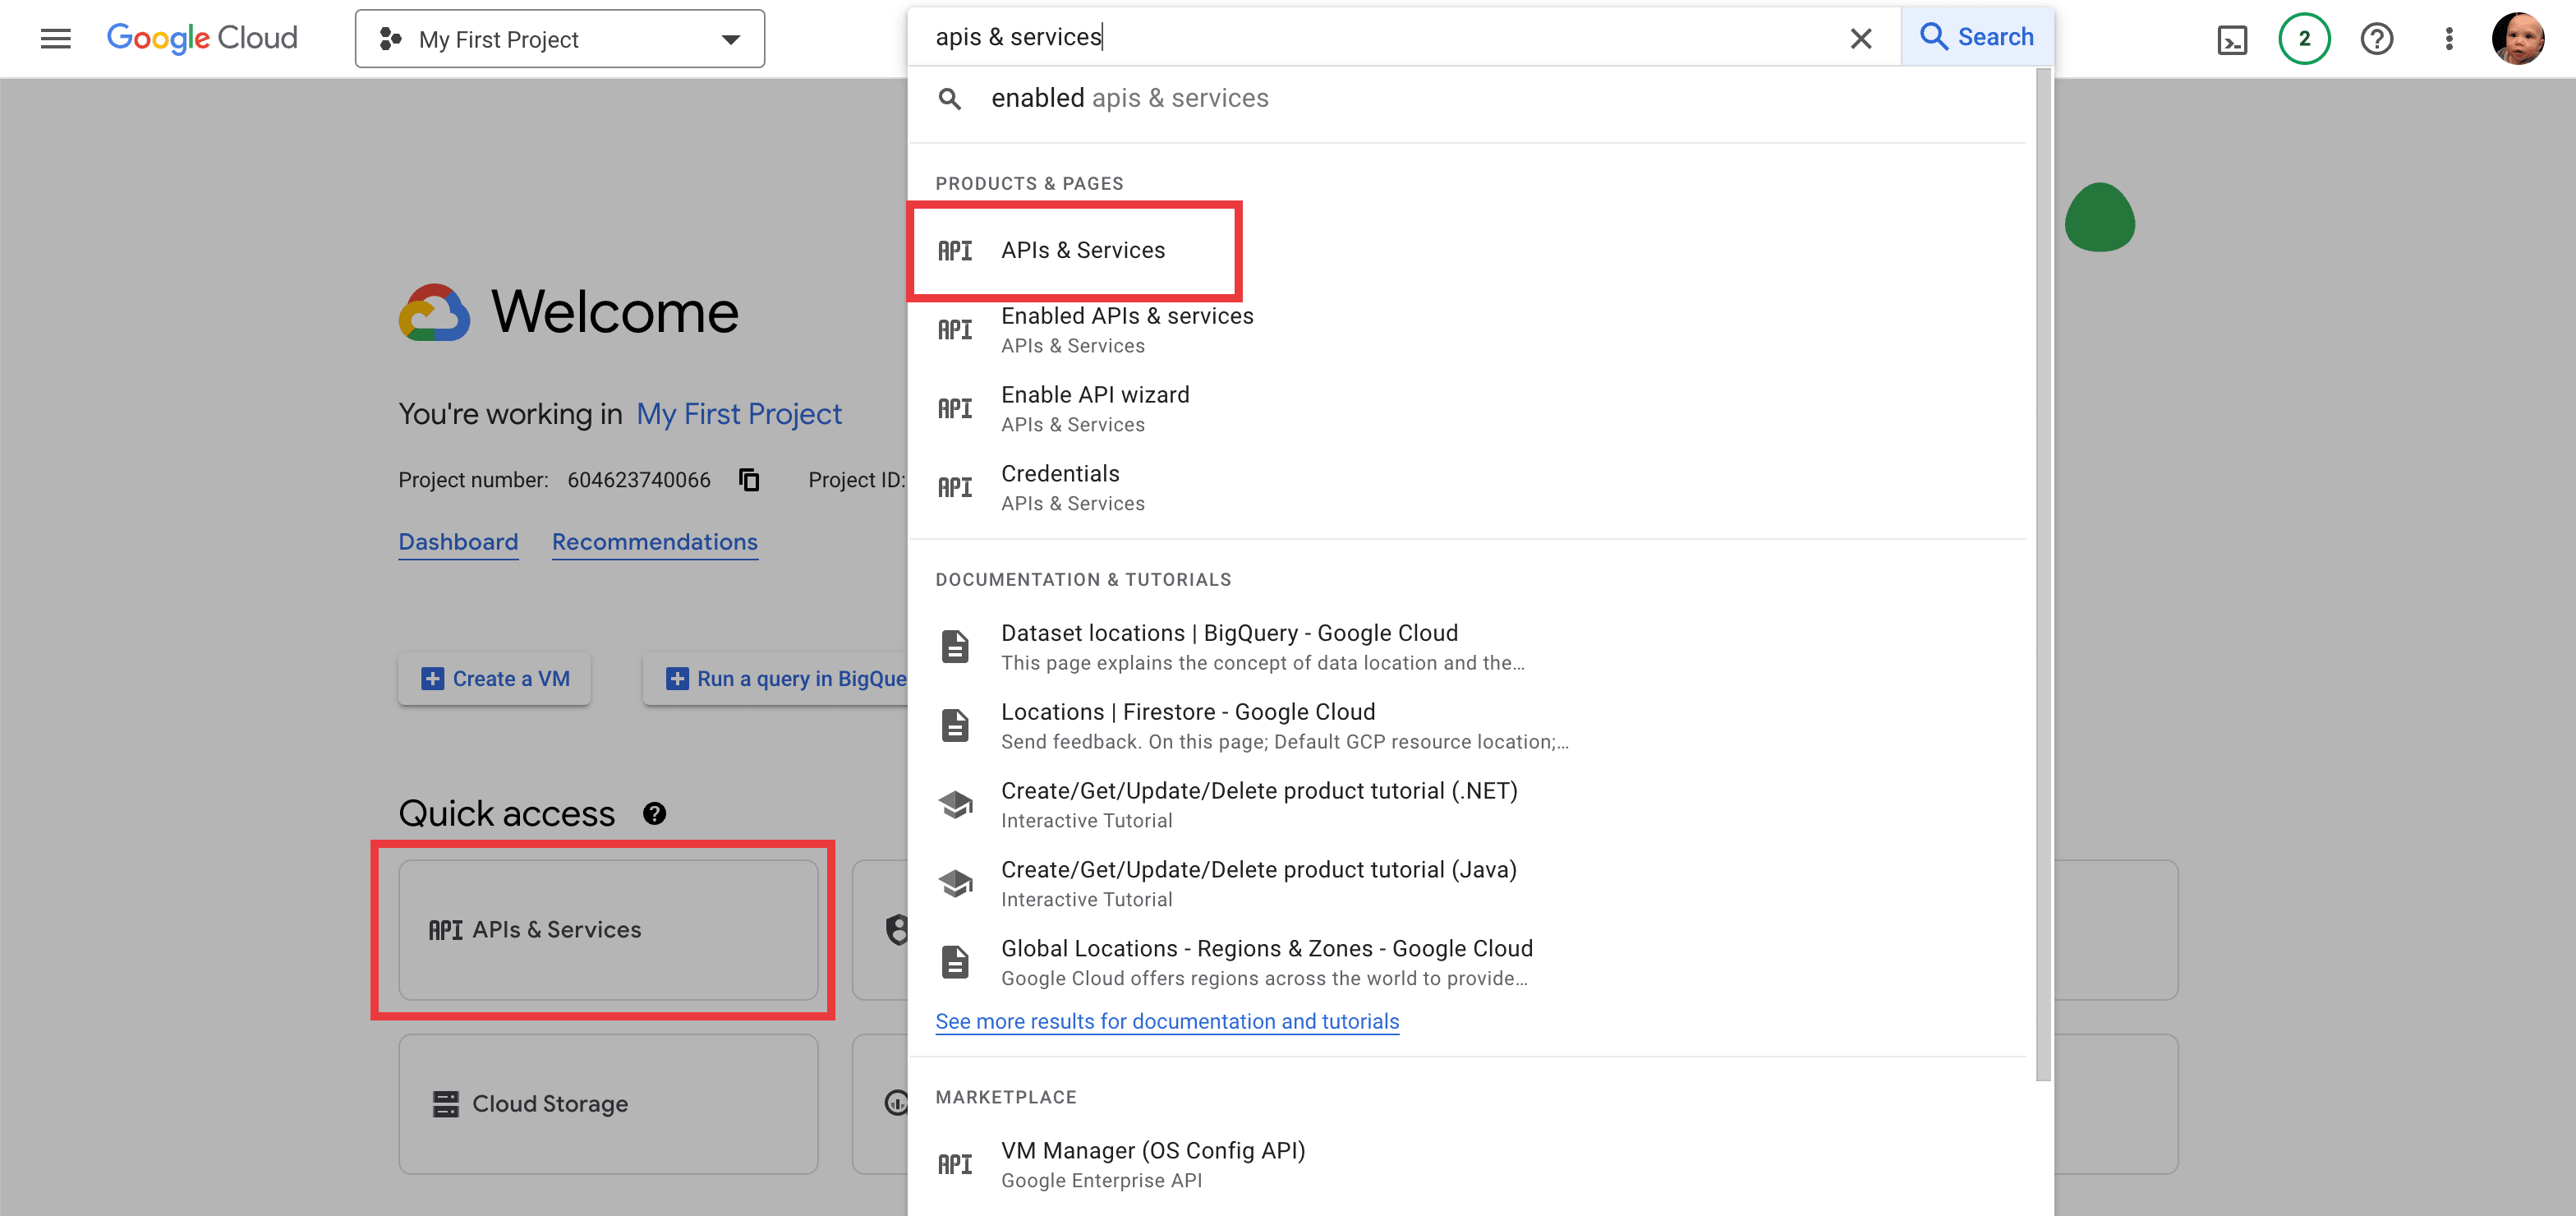 Google Cloud
My First Project
apis & services
Search
2
enabled apis & services
PRODUCTS & PAGES
API APIs & Services
API Enabled APIs & services
APIs & Services
API Enable API wizard
APIs & Services
API Credentials
APIs & Services
DOCUMENTATION & TUTORIALS
Dataset locations | BigQuery - Google Cloud
This page explains the concept of data location and the...
Locations | Firestore - Google Cloud
Send feedback. On this page; Default GCP resource location;...
Create/Get/Update/Delete product tutorial (.NET)
Interactive Tutorial
Create/Get/Update/Delete product tutorial (Java)
Interactive Tutorial
Global Locations - Regions & Zones - Google Cloud
Google Cloud offers regions across the world to provide...
See more results for documentation and tutorials
MARKETPLACE
API VM Manager (OS Config API)
Google Enterprise API
Welcome
You're working in My First Project
Project number: 604623740066 Project ID:
Dashboard Recommendations
Create a VM
Run a query in BigQue
Quick access
API APIs & Services
Cloud Storage